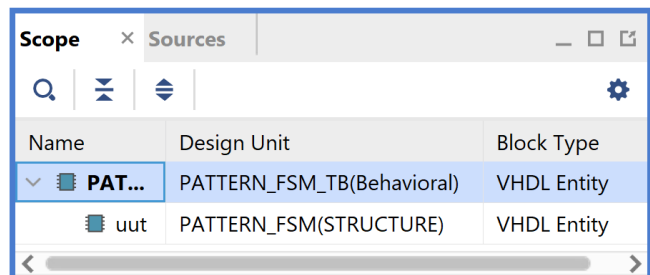 Scope × Sources
Name Design Unit Block Type
PAT... PATTERN_FSM_TB(Behavioral) VHDL Entity
uut PATTERN_FSM(STRUCTURE) VHDL Entity